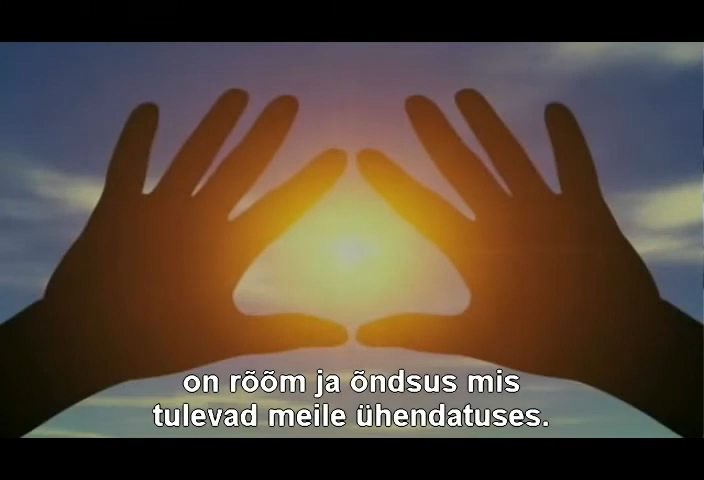 on rõõm ja õndsus mis
tulevad meile ühendatuses.